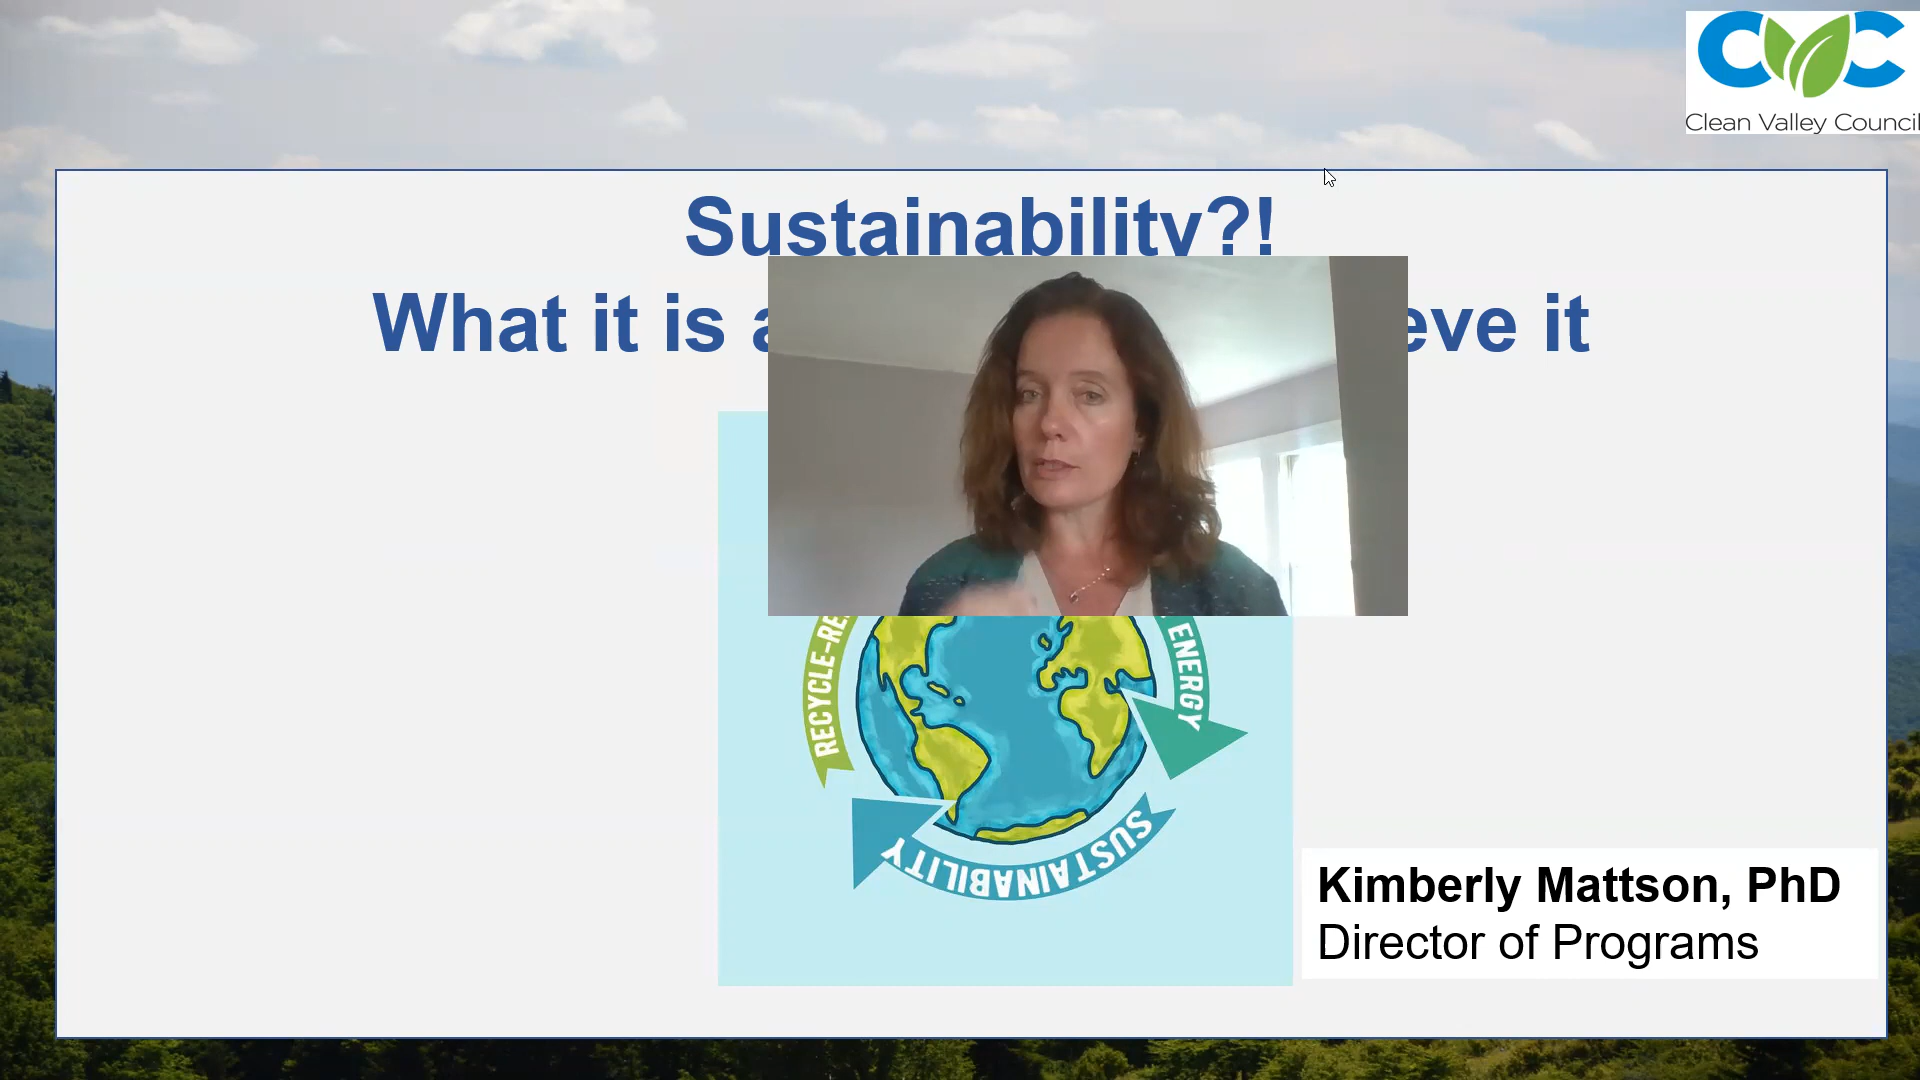 CVC
Clean Valley Council
Sustainability?!
What it is
eve it
RECYCLE-RE
ENERGY
SUSTAINABILITY
Kimberly Mattson, PhD
Director of Programs